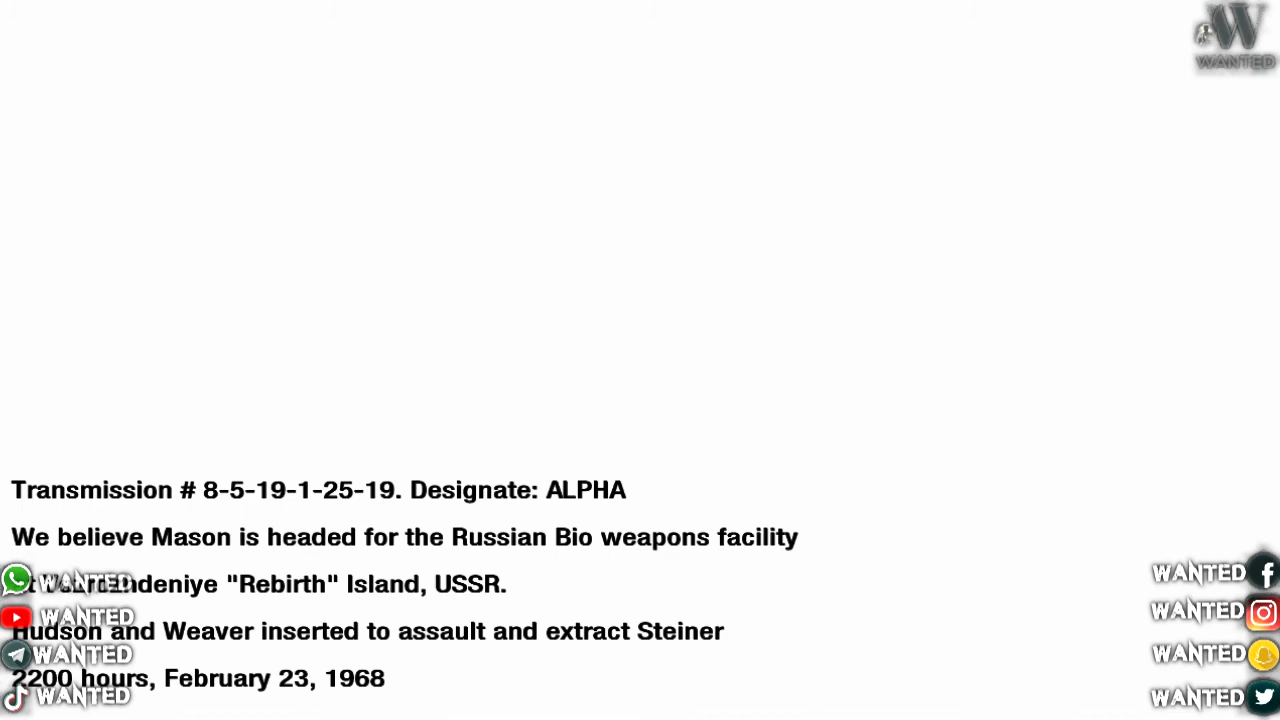 W
WANTED
Transmission # 8-5-19-1-25-19. Designate: ALPHA
We believe Mason is headed for the Russian Bio weapons facility
"Rebirth" Island, USSR.
Hudson and Weaver inserted to assault and extract Steiner
2200 hours, February 23, 1968
WANTED
WANTED
WANTED
WANTED
WANTED
WANTED
WANTED
WANTED